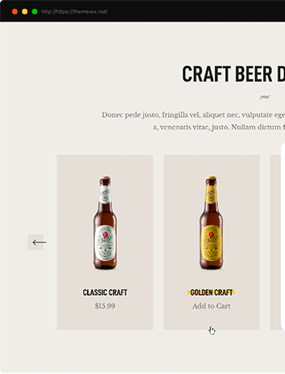 http://https://themerex.net/
CRAFT BEER D
Donec pede justo, fringilla vel, aliquet nec, vulputate ege
a, venenatis vitae, justo. Nullam dictum f
CLASSIC CRAFT
GOLDEN CRAFT
$15.99
Add to Cart